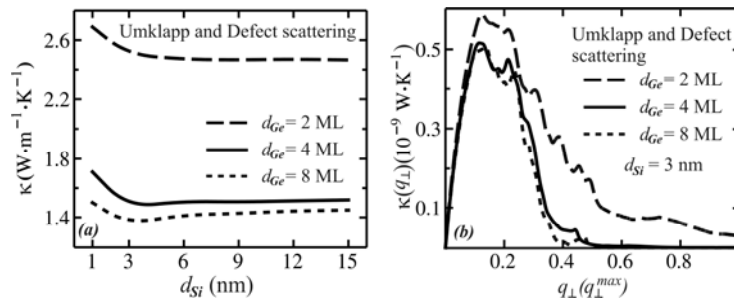 Umklapp and Defect scattering
κ(W·m⁻¹·K⁻¹)
2.6
2.2
1.8
1.4
d_Ge = 2 ML
d_Ge = 4 ML
d_Ge = 8 ML
(a)
1 3 6 9 12 15
d_Si (nm)
κ(q⊥)(10⁻⁹ W·K⁻¹)
0.5
0.3
0.1
Umklapp and Defect
scattering
d_Ge = 2 ML
d_Ge = 4 ML
d_Ge = 8 ML
d_Si = 3 nm
(b)
0 0.2 0.4 0.6 0.8
q⊥(q⊥^max)